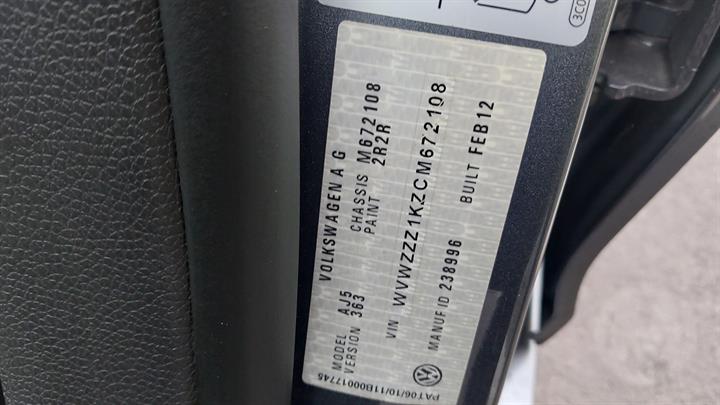 3C0
VOLKSWAGEN A G
MODEL AJ5 CHASSIS M672108
VERSION 363 PAINT 2R2R
VIN WVWZZZ1KZCM672108
MANUF ID 238996 BUILT FEB12
PAT06/10/11B00017745